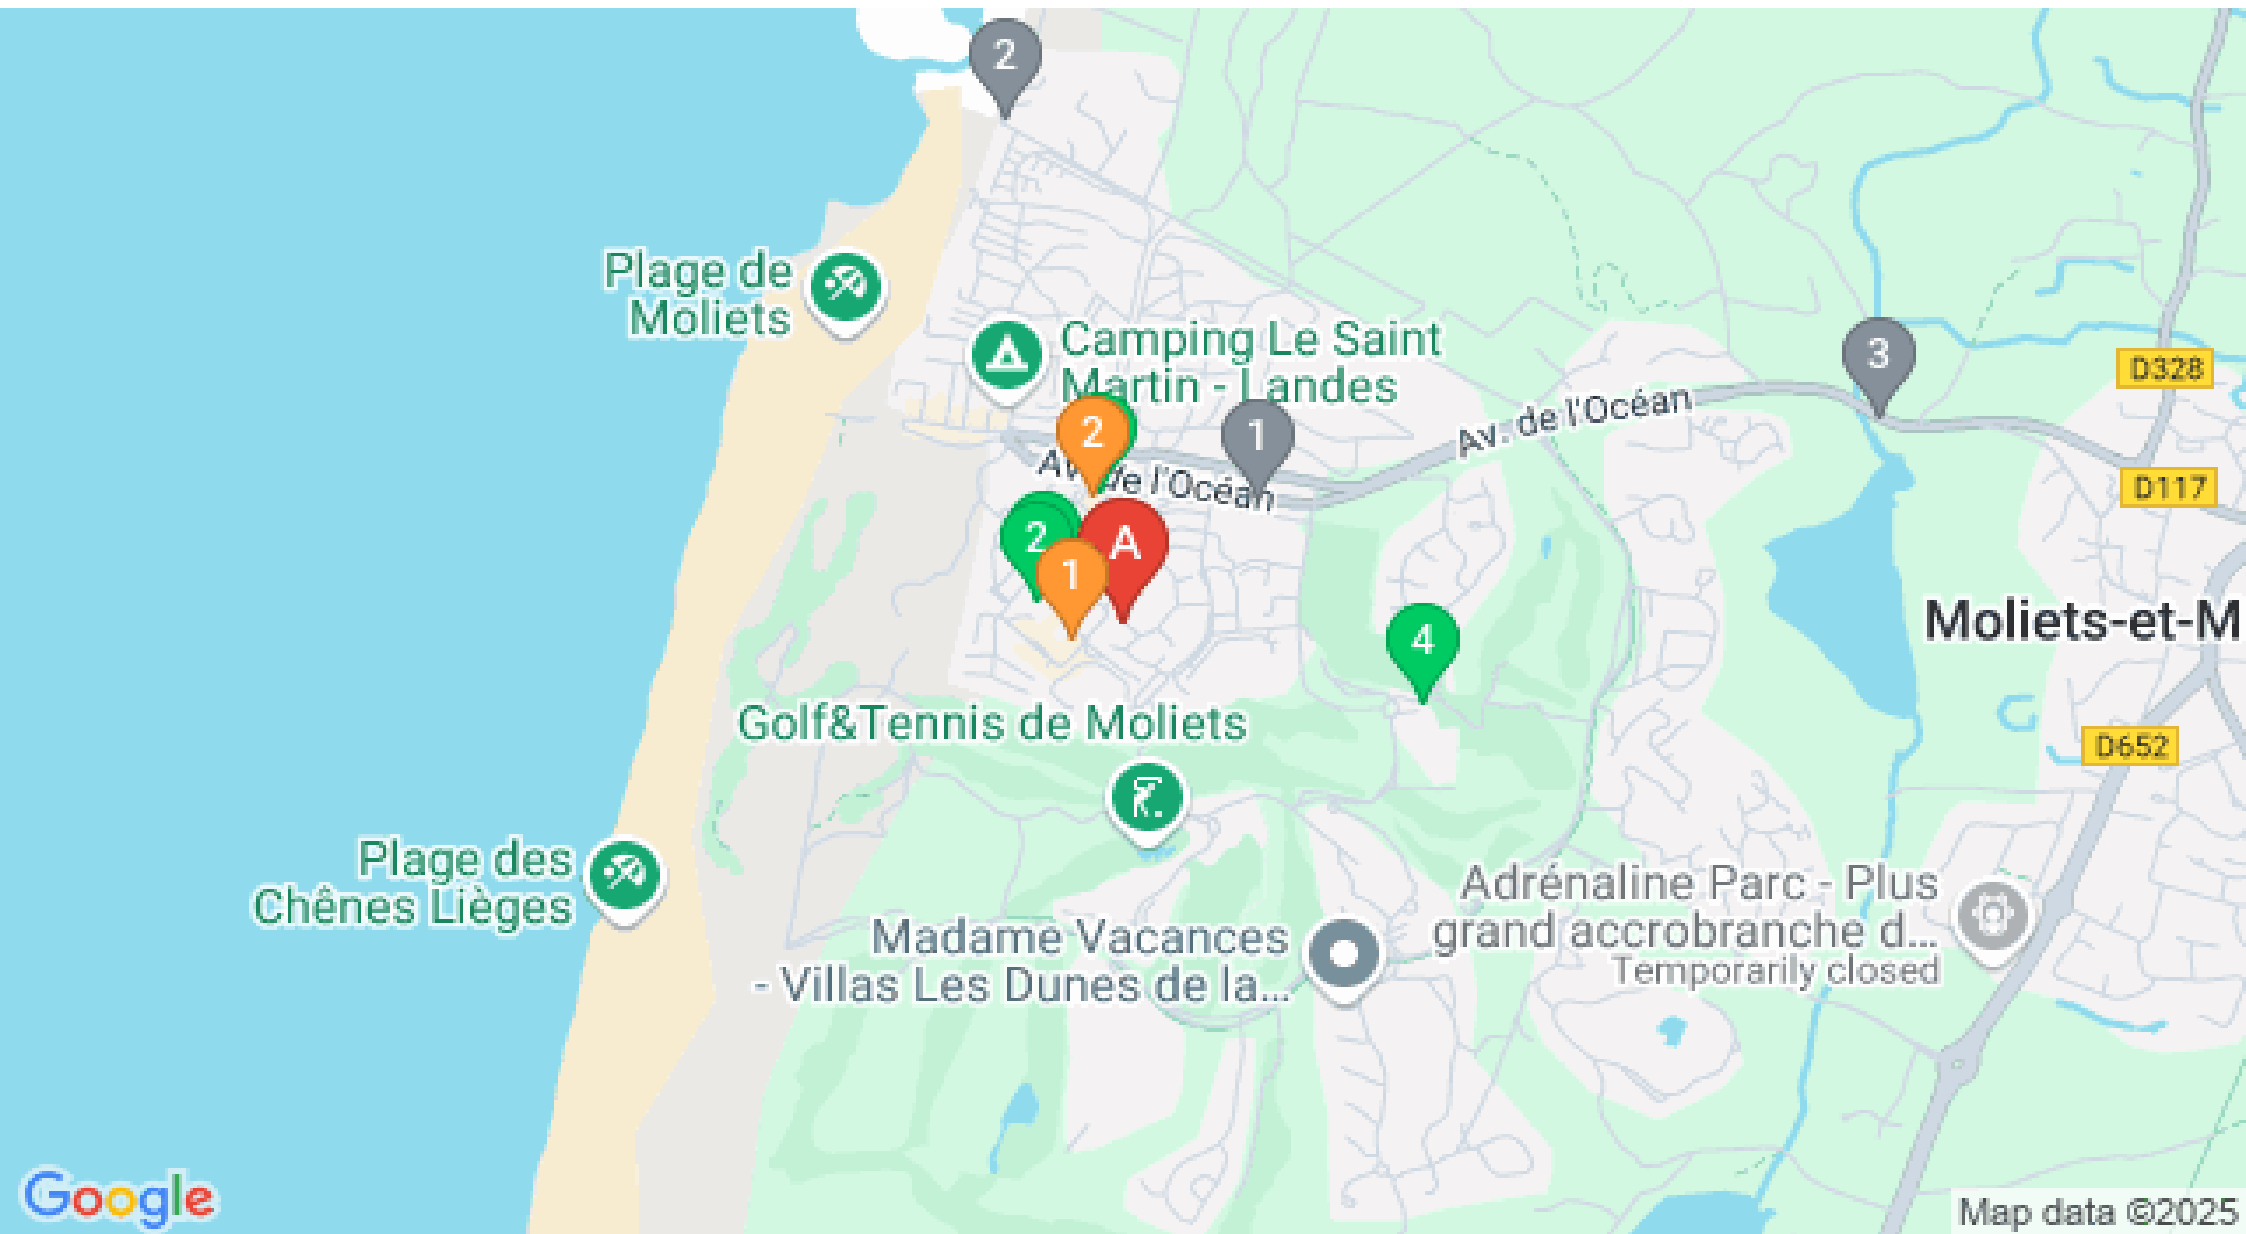 2
Plage de
Moliets
Camping Le Saint
Martin - Landes
3
D328
Av. de l'Océan
2
1
Av. de l'Océan
D117
2
A
1
Moliets-et-M
4
Golf&Tennis de Moliets
D652
Plage des
Chênes Lièges
Adrénaline Parc - Plus
grand accrobranche d...
Temporarily closed
Madame Vacances
- Villas Les Dunes de la...
Google
Map data ©2025